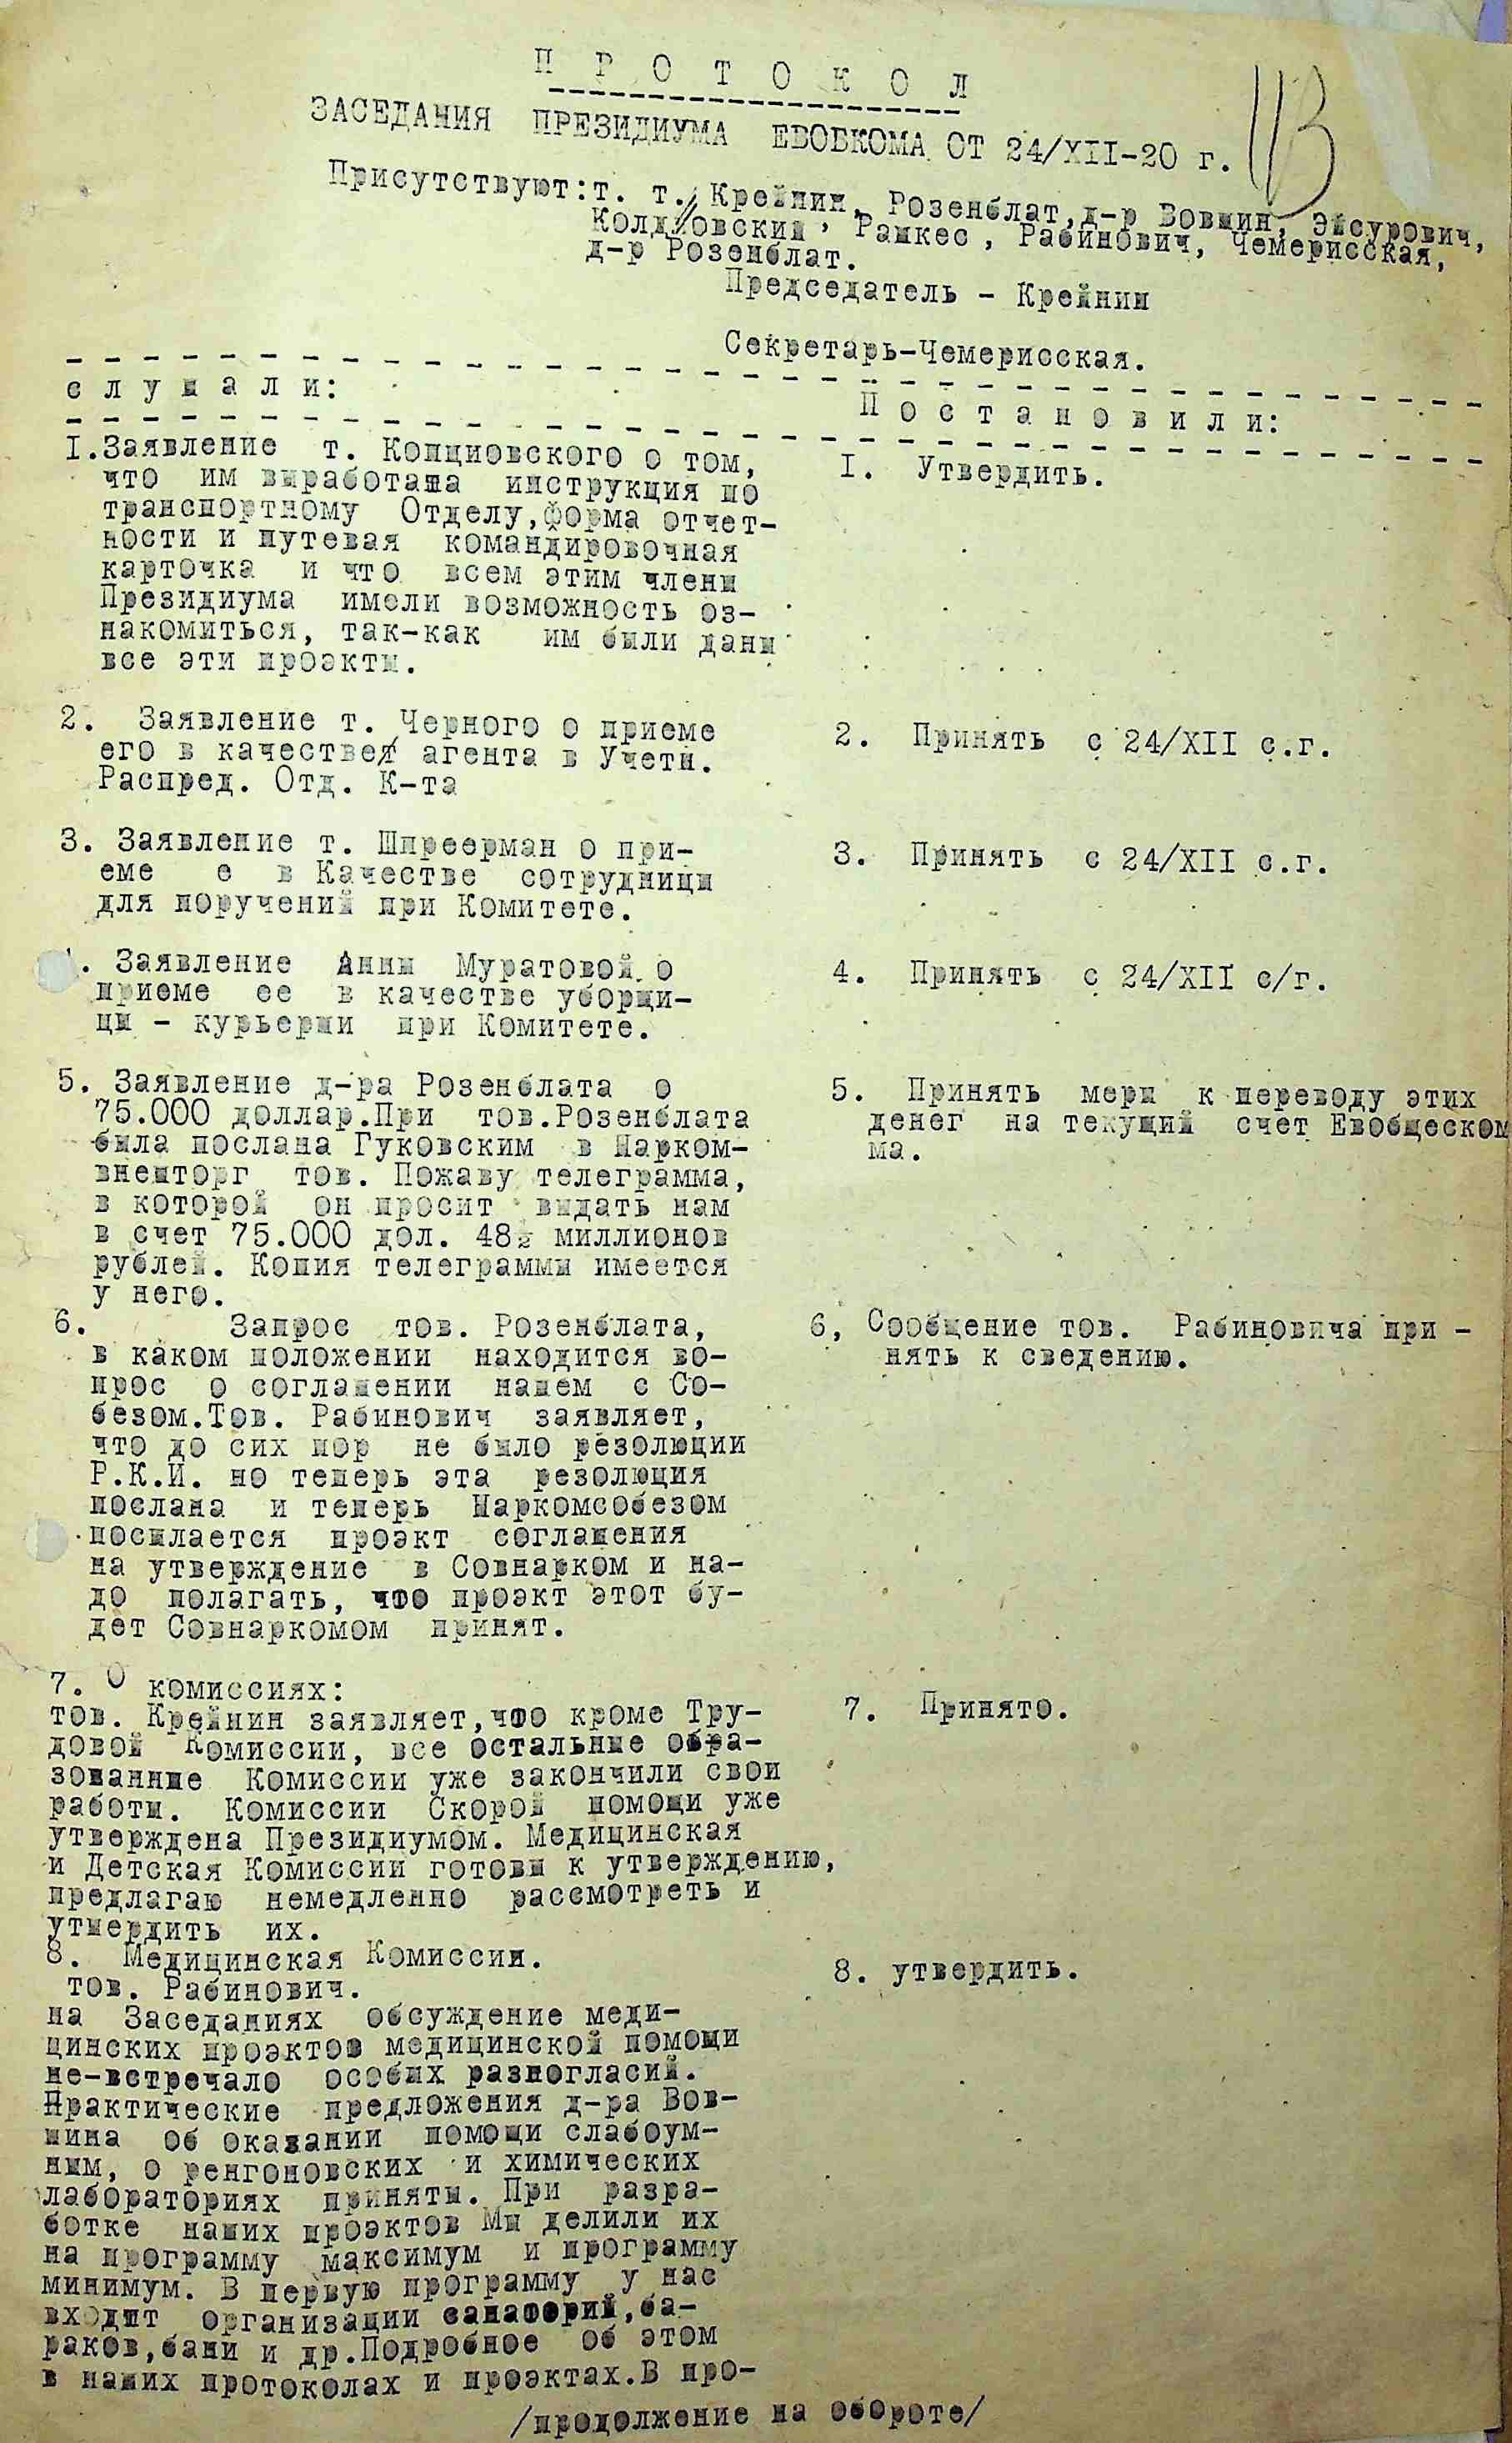 П Р О Т О К О Л
ЗАСЕДАНИЯ ПРЕЗИДИУМА ЕВОБКОМА ОТ 24/XII-20 г.
Присутствуют:т. т. Крейнин, Розенблат,д-р Вовшин, Эйсурович,
Колдовский, Рашкес, Рабинович, Чемерисская,
д-р Розенблат.
Председатель - Крейнин
Секретарь-Чемерисская.
с л у ш а л и:
П о с т а н о в и л и:
I.Заявление т. Копциовского о том,
что им выработана инструкция по
транспортному Отделу,форма отчет-
ности и путевая командировочная
карточка и что всем этим члены
Президиума имели возможность оз-
накомиться, так-как им были даны
все эти проэкты.
I. Утвердить.
2. Заявление т. Черного о приеме
его в качестве агента в Учетн.
Распред. Отд. К-та
2. Принять с 24/XII с.г.
3. Заявление т. Шпреерман о при-
еме е в Качестве сотрудницы
для поручений при Комитете.
3. Принять с 24/XII с.г.
. Заявление Анны Муратовой о
приеме ее в качестве уборщи-
цы - курьерши при Комитете.
4. Принять с 24/XII с/г.
5. Заявление д-ра Розенблата о
75.000 доллар.При тов.Розенблата
была послана Гуковским в Нарком-
внешторг тов. Пожаву телеграмма,
в которой он просит выдать нам
в счет 75.000 дол. 48½ миллионов
рублей. Копия телеграммы имеется
у него.
5. Принять меры к переводу этих
денег на текущий счет Евобщеском
ма.
6. Запрос тов. Розенблата,
в каком положении находится во-
прос о соглашении нашем с Со-
безом.Тов. Рабинович заявляет,
что до сих пор не было резолюции
Р.К.И. но теперь эта резолюция
послана и теперь Наркомсобезом
посылается проэкт соглашения
на утверждение в Совнарком и на-
до полагать, что проэкт этот бу-
дет Совнаркомом принят.
6, Сообщение тов. Рабиновича при -
нять к сведению.
7. О комиссиях:
тов. Крейнин заявляет,что кроме Тру-
довой Комиссии, все остальные обра-
зованные Комиссии уже закончили свои
работы. Комиссии Скорой помощи уже
утверждена Президиумом. Медицинская
и Детская Комиссии готовы к утверждению,
предлагаю немедленно рассмотреть и
утмердить их.
7. Принято.
8. Медицинская Комиссии.
тов. Рабинович.
на Заседаниях обсуждение меди-
цинских проэктов медицинской помощи
не-встречало особых разногласий.
Практические предложения д-ра Вов-
шина об оказании помощи слабоум-
ным, о ренгоновских и химических
лабораториях приняты. При разра-
ботке наших проэктов Мы делили их
на программу максимум и программу
минимум. В первую программу у нас
входит организации санаторий,ба-
раков,бани и др.Подробное об этом
в наших протоколах и проэктах.В про-
8. утвердить.
/продолжение на обороте/